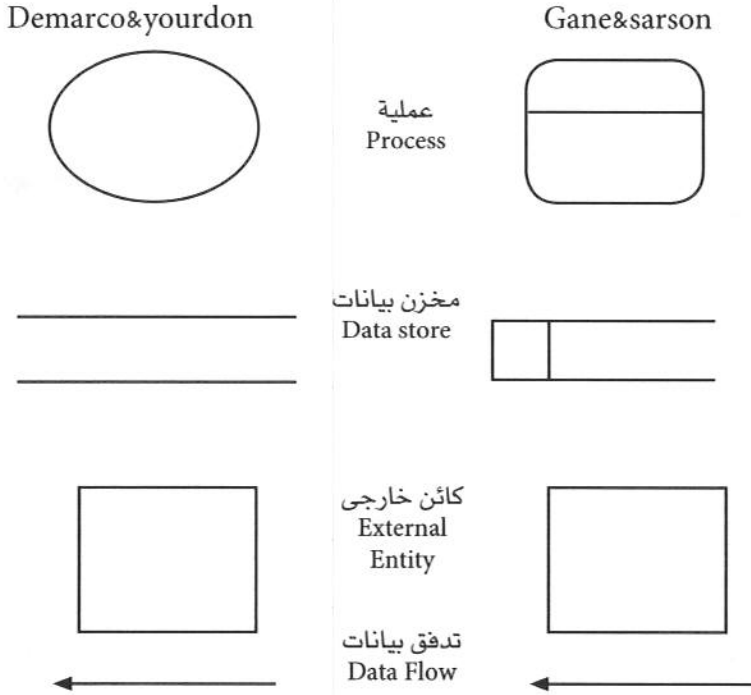 Demarco&yourdon
Gane&sarson
عملية
Process
مخزن بيانات
Data store
كائن خارجى
External
Entity
تدفق بيانات
Data Flow